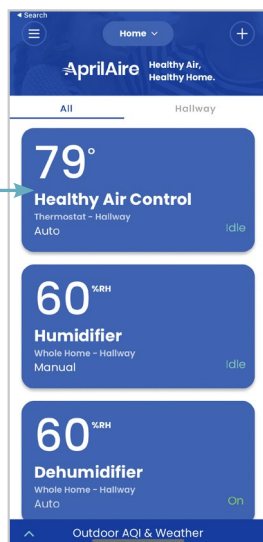 Search
Home
AprilAire
Healthy Air,
Healthy Home.
All
Hallway
79°
Healthy Air Control
Thermostat - Hallway
Auto
Idle
60%RH
Humidifier
Whole Home - Hallway
Manual
Idle
60%RH
Dehumidifier
Whole Home - Hallway
Auto
On
Outdoor AQI & Weather